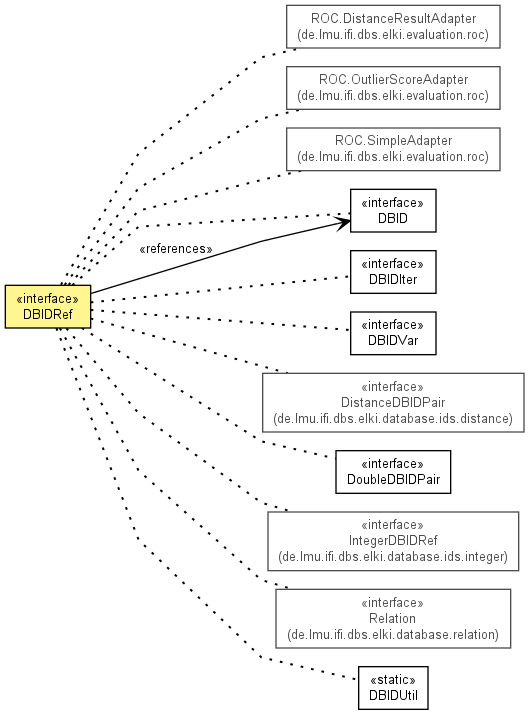 ROC.DistanceResultAdapter
(de.lmu.ifi.dbs.elki.evaluation.roc)
ROC.OutlierScoreAdapter
(de.lmu.ifi.dbs.elki.evaluation.roc)
ROC.SimpleAdapter
(de.lmu.ifi.dbs.elki.evaluation.roc)
«interface»
DBID
«references»
«interface»
DBIDIter
«interface»
DBIDRef
«interface»
DBIDVar
«interface»
DistanceDBIDPair
(de.lmu.ifi.dbs.elki.database.ids.distance)
«interface»
DoubleDBIDPair
«interface»
IntegerDBIDRef
(de.lmu.ifi.dbs.elki.database.ids.integer)
«interface»
Relation
(de.lmu.ifi.dbs.elki.database.relation)
«static»
DBIDUtil